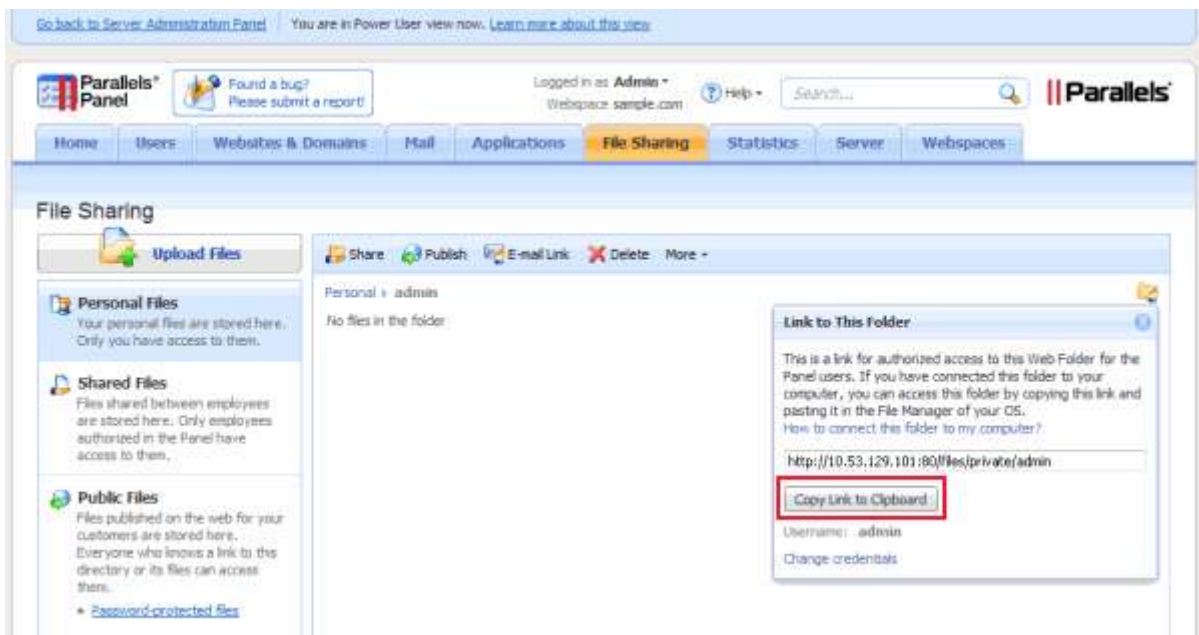 Go back to Server Administration Panel You are in Power User view now. Learn more about this view
Parallels® Panel
Found a bug?
Please submit a report!
Logged in as Admin
Webspace sample.com
Help
Search...
Parallels®
Home Users Websites & Domains Mail Applications File Sharing Statistics Server Webspaces
File Sharing
Upload Files
Share Publish E-mail Link Delete More
Personal Files
Your personal files are stored here.
Only you have access to them.
Shared Files
Files shared between employees
are stored here. Only employees
authorized in the Panel have
access to them.
Public Files
Files published on the web for your
customers are stored here.
Everyone who knows a link to this
directory or its files can access
them.
Password-protected files
Personal › admin
No files in the folder
Link to This Folder
This is a link for authorized access to this Web Folder for the
Panel users. If you have connected this folder to your
computer, you can access this folder by copying this link and
pasting it in the File Manager of your OS.
How to connect this folder to my computer?
http://10.53.129.101:80/files/private/admin
Copy Link to Clipboard
Username: admin
Change credentials